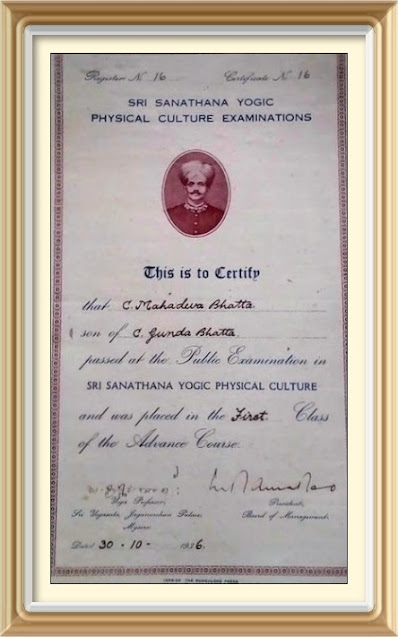 Register No 16 Certificate No 16
SRI SANATHANA YOGIC
PHYSICAL CULTURE EXAMINATIONS
This is to Certify
that C. Mahadeva Bhatta
son of C. Gunda Bhatta
passed at the Public Examination in
SRI SANATHANA YOGIC PHYSICAL CULTURE
and was placed in the First Class
of the Advance Course.
Yoga Professor, President,
Sri Yogasala, Jaganmohan Palace, Board of Management.
Mysore
Dated 30 - 10 - 1936.